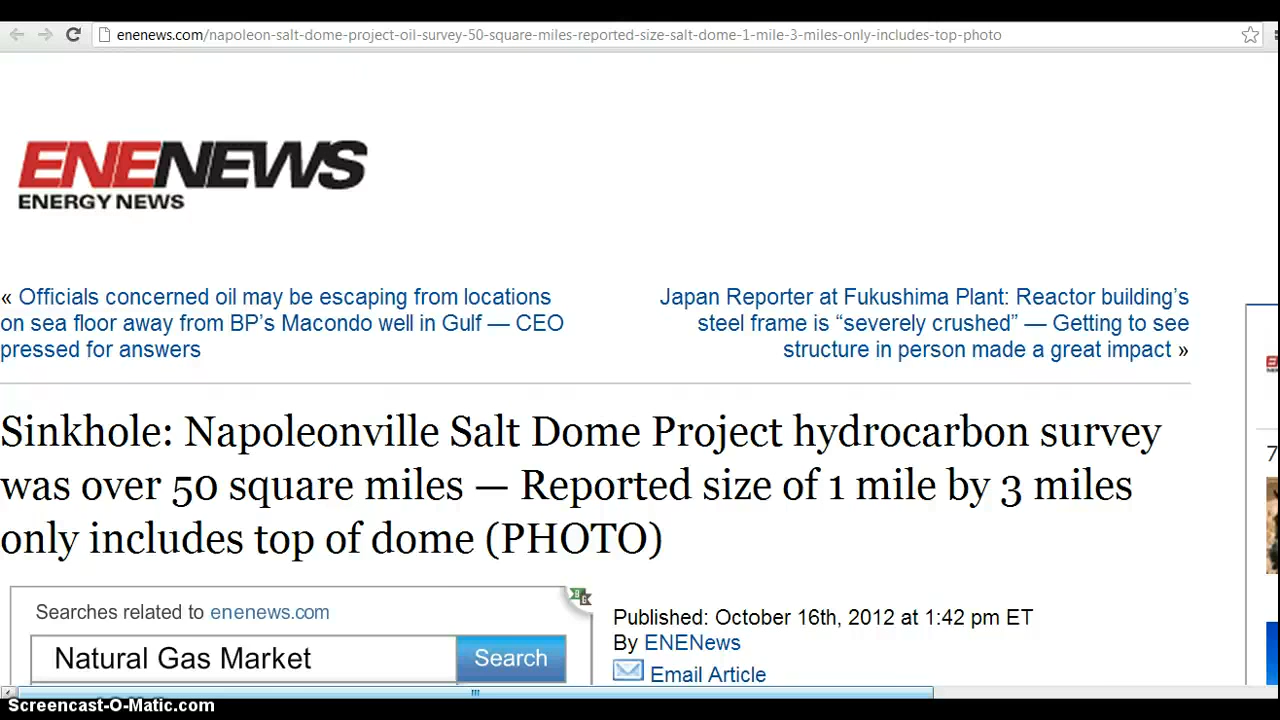 enenews.com/napoleon-salt-dome-project-oil-survey-50-square-miles-reported-size-salt-dome-1-mile-3-miles-only-includes-top-photo
ENENEWS
ENERGY NEWS
« Officials concerned oil may be escaping from locations
on sea floor away from BP's Macondo well in Gulf — CEO
pressed for answers
Japan Reporter at Fukushima Plant: Reactor building's
steel frame is “severely crushed” — Getting to see
structure in person made a great impact »
Sinkhole: Napoleonville Salt Dome Project hydrocarbon survey
was over 50 square miles — Reported size of 1 mile by 3 miles
only includes top of dome (PHOTO)
Searches related to enenews.com
Natural Gas Market
Search
Published: October 16th, 2012 at 1:42 pm ET
By ENENews
Email Article
7
Screencast-O-Matic.com